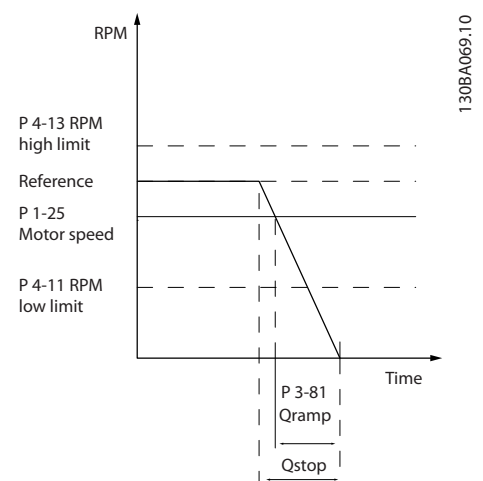 RPM
130BA069.10
P 4-13 RPM
high limit
Reference
P 1-25
Motor speed
P 4-11 RPM
low limit
Time
P 3-81
Qramp
Qstop